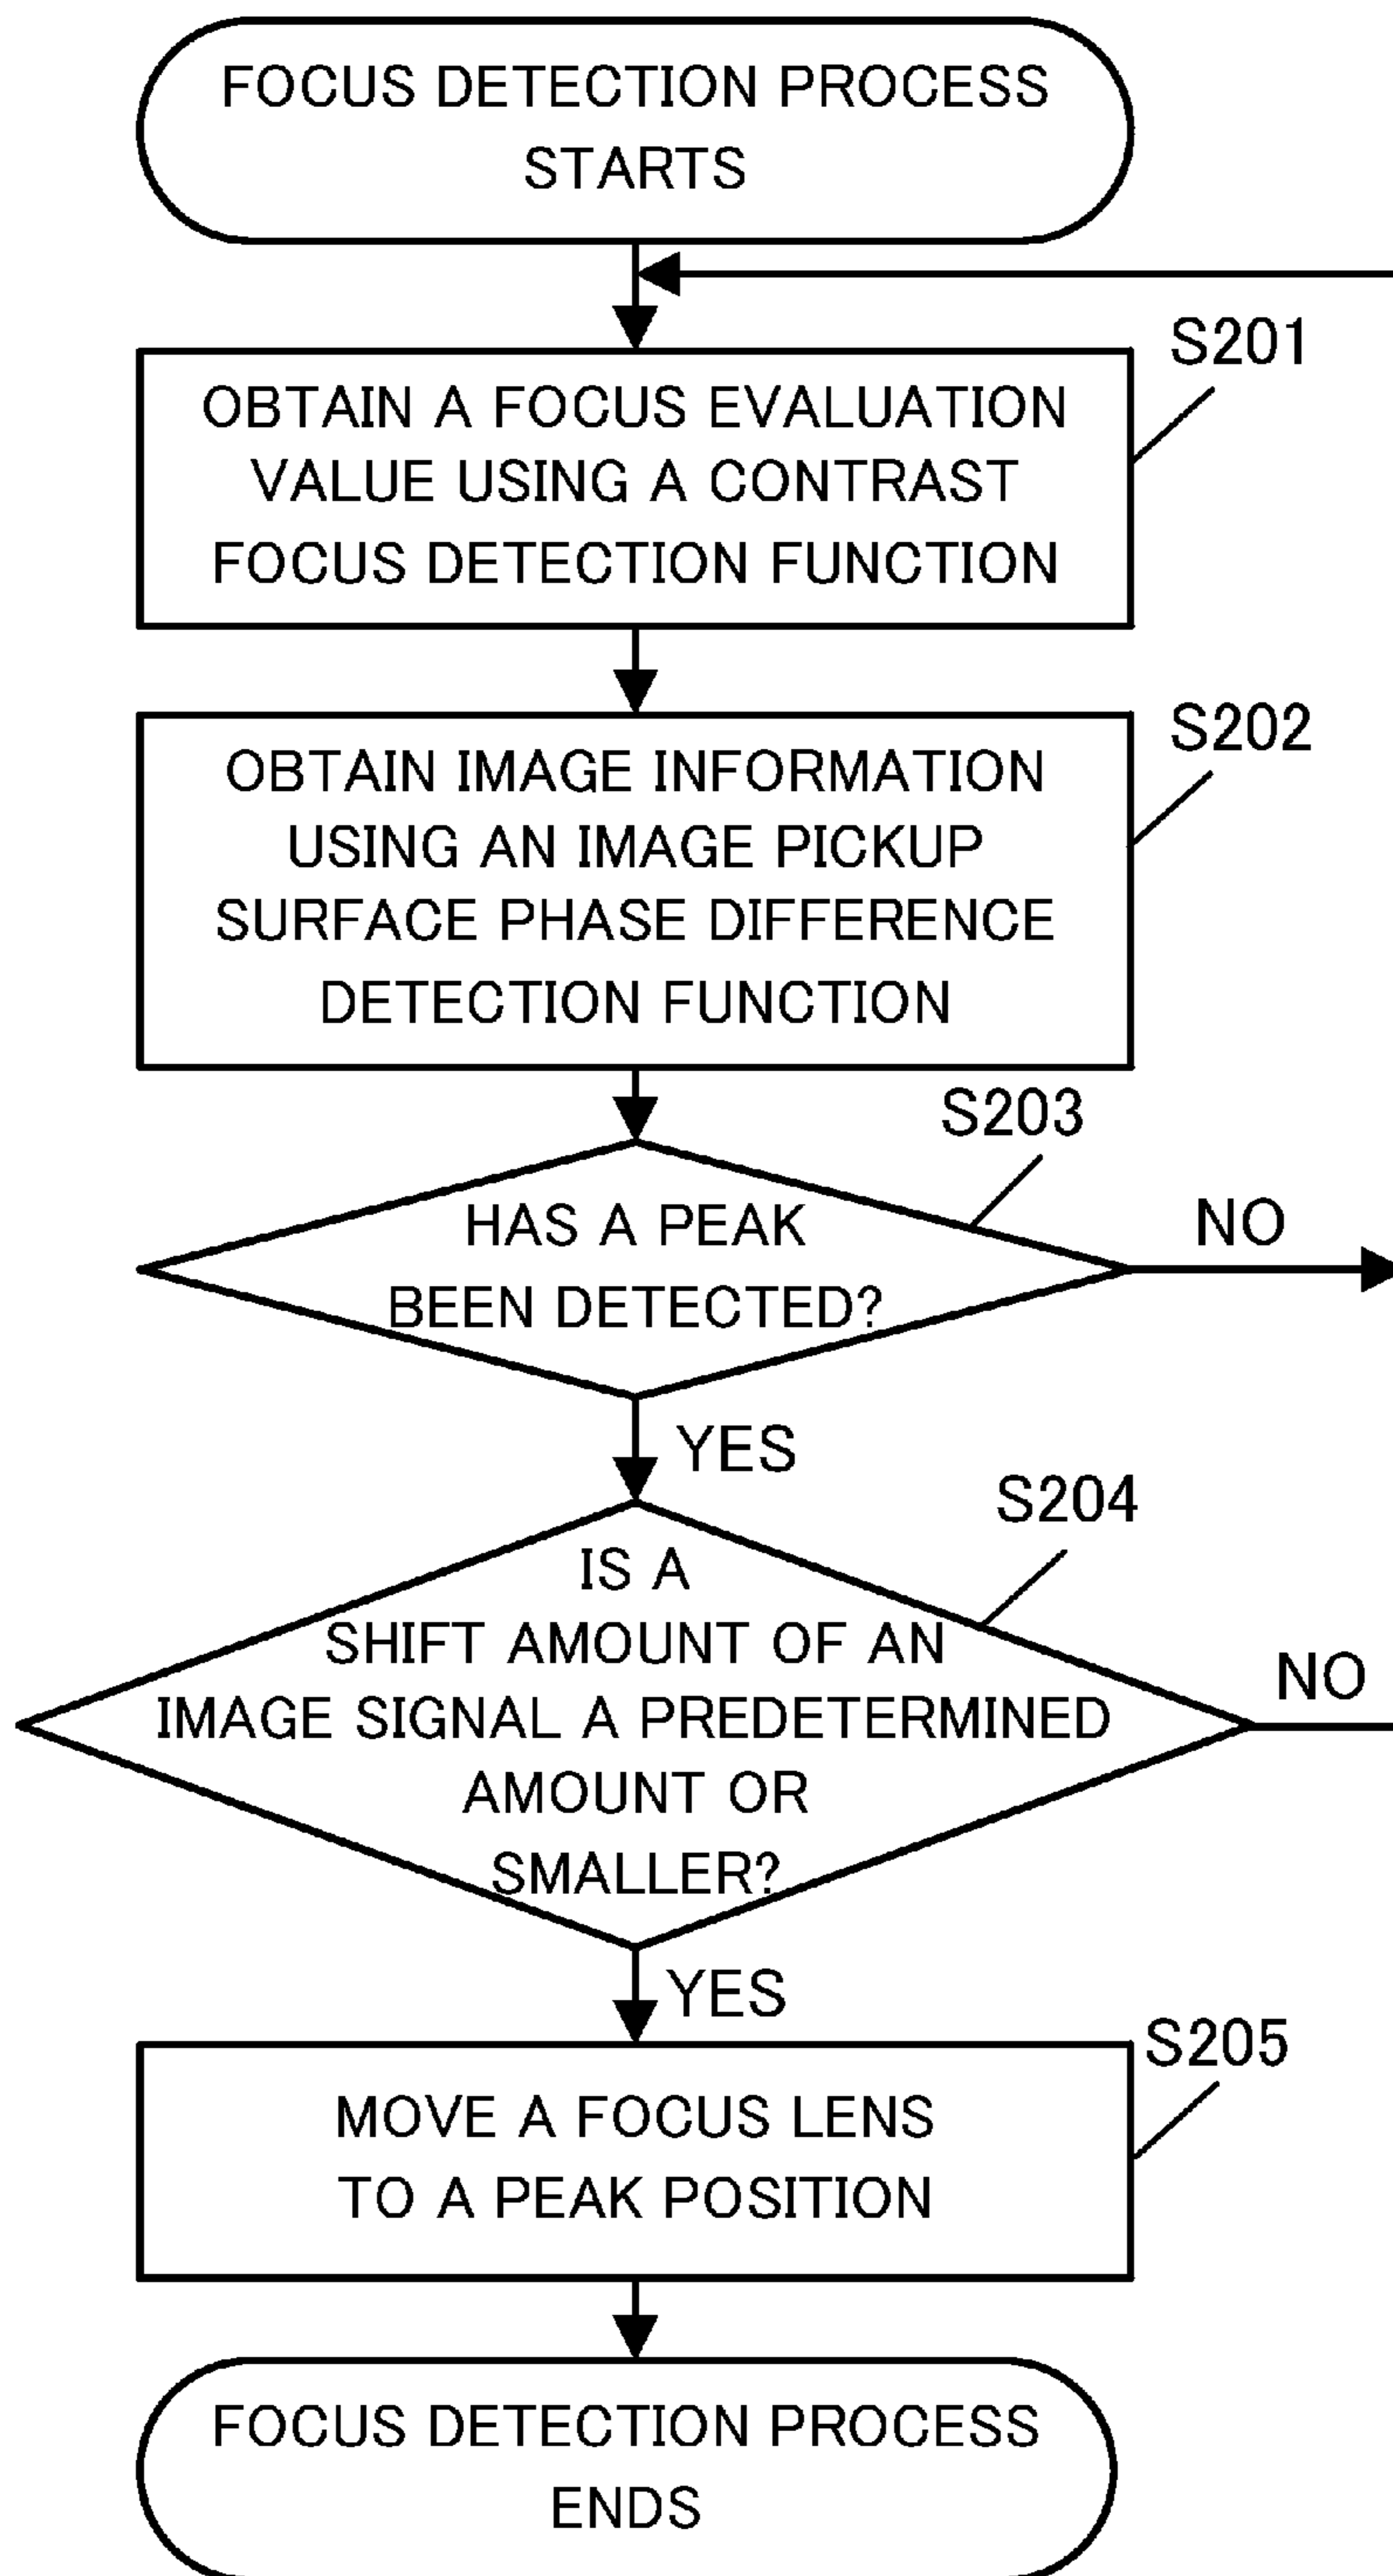 FOCUS DETECTION PROCESS
STARTS
S201
OBTAIN A FOCUS EVALUATION
VALUE USING A CONTRAST
FOCUS DETECTION FUNCTION
S202
OBTAIN IMAGE INFORMATION
USING AN IMAGE PICKUP
SURFACE PHASE DIFFERENCE
DETECTION FUNCTION
S203
HAS A PEAK
BEEN DETECTED?
NO
YES
S204
IS A
SHIFT AMOUNT OF AN
IMAGE SIGNAL A PREDETERMINED
AMOUNT OR
SMALLER?
NO
YES
S205
MOVE A FOCUS LENS
TO A PEAK POSITION
FOCUS DETECTION PROCESS
ENDS